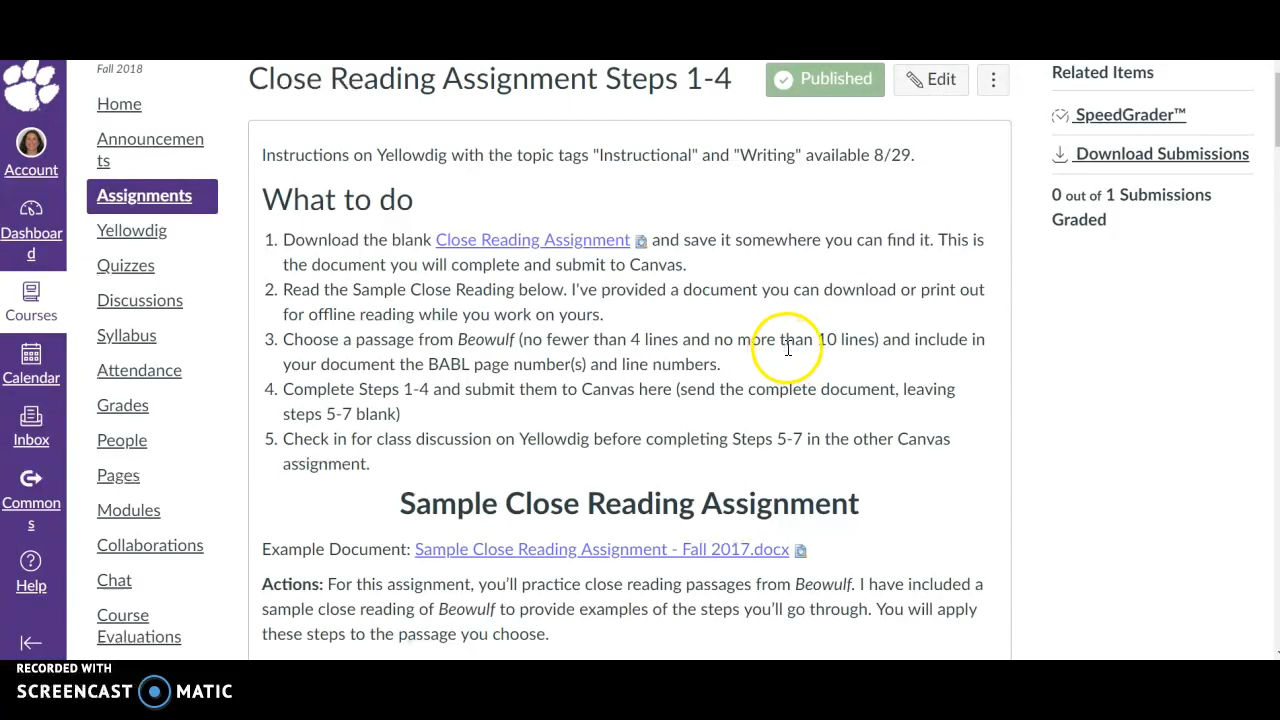 Fall 2018
Account
Dashboar
d
Courses
Calendar
Inbox
Common
s
Help
Home
Announcemen
ts
Assignments
Yellowdig
Quizzes
Discussions
Syllabus
Attendance
Grades
People
Pages
Modules
Collaborations
Chat
Course
Evaluations
Close Reading Assignment Steps 1-4
Published
Edit
Instructions on Yellowdig with the topic tags "Instructional" and "Writing" available 8/29.
What to do
1. Download the blank Close Reading Assignment and save it somewhere you can find it. This is
the document you will complete and submit to Canvas.
2. Read the Sample Close Reading below. I've provided a document you can download or print out
for offline reading while you work on yours.
3. Choose a passage from Beowulf (no fewer than 4 lines and no more than 10 lines) and include in
your document the BABL page number(s) and line numbers.
4. Complete Steps 1-4 and submit them to Canvas here (send the complete document, leaving
steps 5-7 blank)
5. Check in for class discussion on Yellowdig before completing Steps 5-7 in the other Canvas
assignment.
Sample Close Reading Assignment
Example Document: Sample Close Reading Assignment - Fall 2017.docx
Actions: For this assignment, you’ll practice close reading passages from Beowulf. I have included a
sample close reading of Beowulf to provide examples of the steps you’ll go through. You will apply
these steps to the passage you choose.
Related Items
SpeedGrader™
Download Submissions
0 out of 1 Submissions
Graded
RECORDED WITH
SCREENCAST MATIC